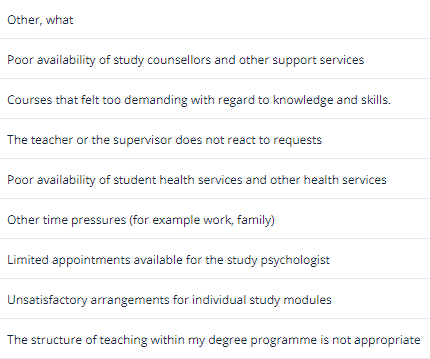 Other, what
Poor availability of study counsellors and other support services
Courses that felt too demanding with regard to knowledge and skills.
The teacher or the supervisor does not react to requests
Poor availability of student health services and other health services
Other time pressures (for example work, family)
Limited appointments available for the study psychologist
Unsatisfactory arrangements for individual study modules
The structure of teaching within my degree programme is not appropriate